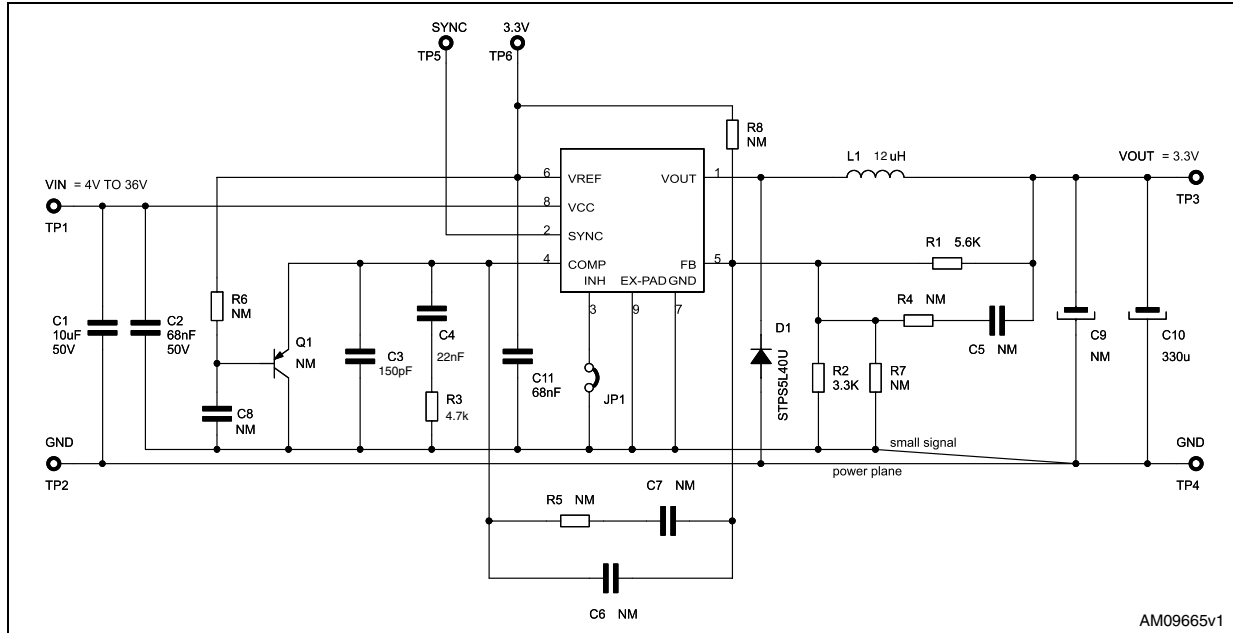 SYNC
TP5
3.3V
TP6
R8
NM
L1 12 uH
VOUT = 3.3V
TP3
VIN = 4V TO 36V
TP1
6 VREF
8 VCC
2 SYNC
4 COMP
VOUT 1
FB 5
INH EX-PAD GND
3 9 7
R1 5.6K
R4 NM
C5 NM
R6
NM
C1
10uF
50V
C2
68nF
50V
Q1
NM
C3
150pF
C4
22nF
R3
4.7k
C11
68nF
JP1
D1
STPS5L40U
R2
3.3K
R7
NM
C9
NM
C10
330u
C8
NM
GND
TP2
small signal
power plane
GND
TP4
R5 NM
C7 NM
C6 NM
AM09665v1